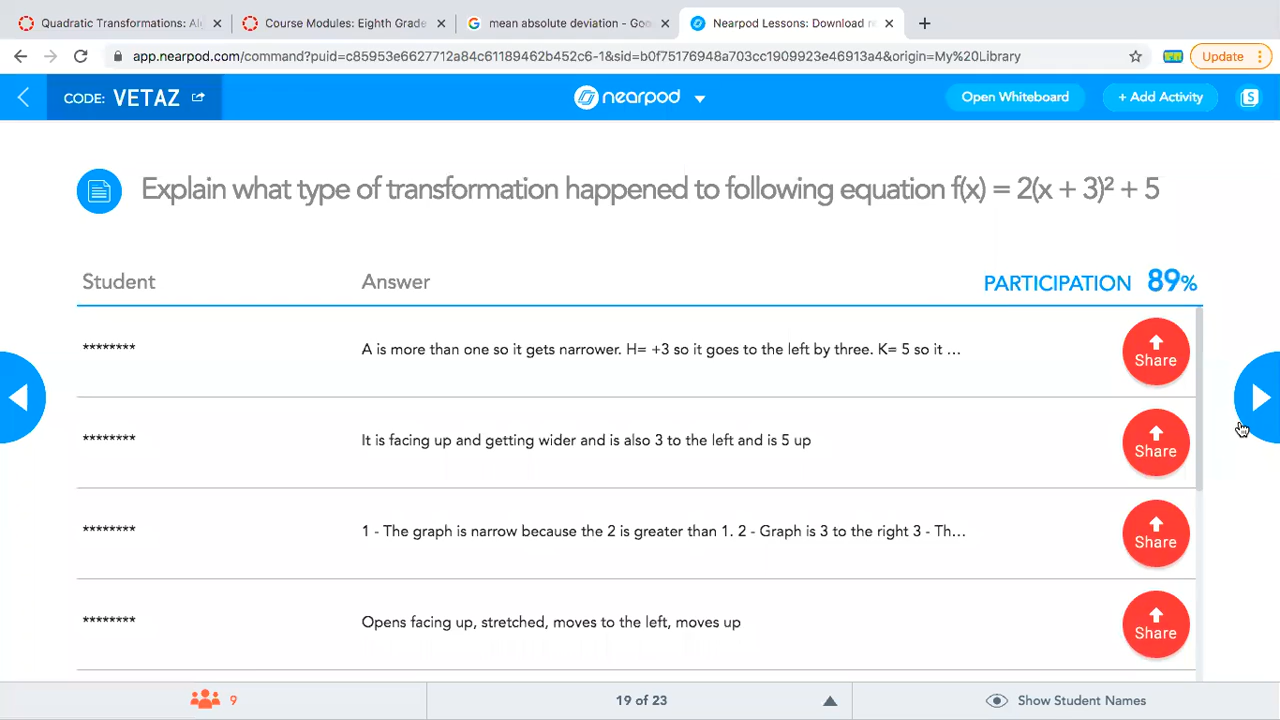 Quadratic Transformations: Al
Course Modules: Eighth Grade
mean absolute deviation - Goo
Nearpod Lessons: Download re
app.nearpod.com/command?puid=c85953e6627712a84c61189462b452c6-1&sid=b0f75176948a703cc1909923e46913a4&origin=My%20Library
Update
CODE: VETAZ
nearpod
Open Whiteboard
+ Add Activity
S
Explain what type of transformation happened to following equation f(x) = 2(x + 3)² + 5
Student Answer PARTICIPATION 89%
******** A is more than one so it gets narrower. H= +3 so it goes to the left by three. K= 5 so it ... Share
******** It is facing up and getting wider and is also 3 to the left and is 5 up Share
******** 1 - The graph is narrow because the 2 is greater than 1. 2 - Graph is 3 to the right 3 - Th... Share
******** Opens facing up, stretched, moves to the left, moves up Share
9
19 of 23
Show Student Names